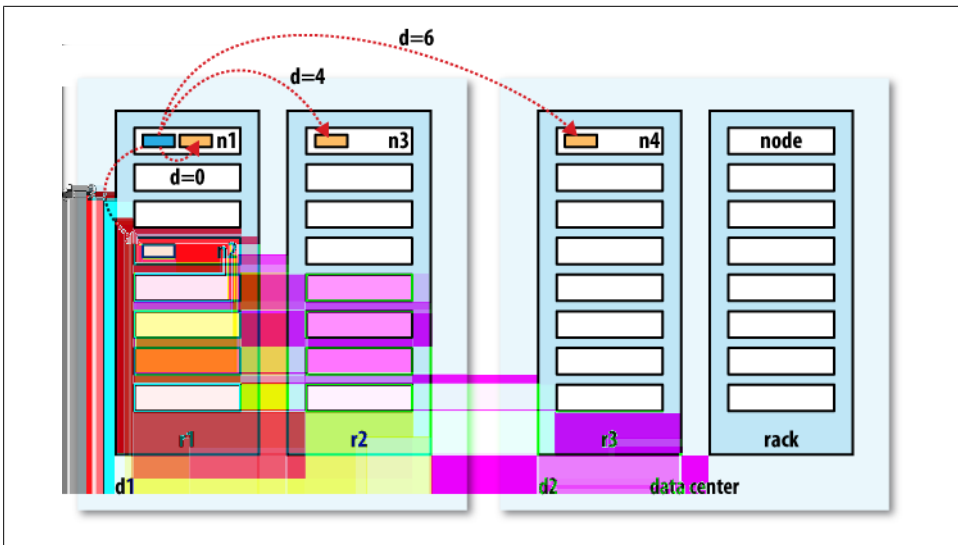 d=6
d=4
n1
n3
n4
node
d=0
r1
r2
r3
rack
d1
d2
data center